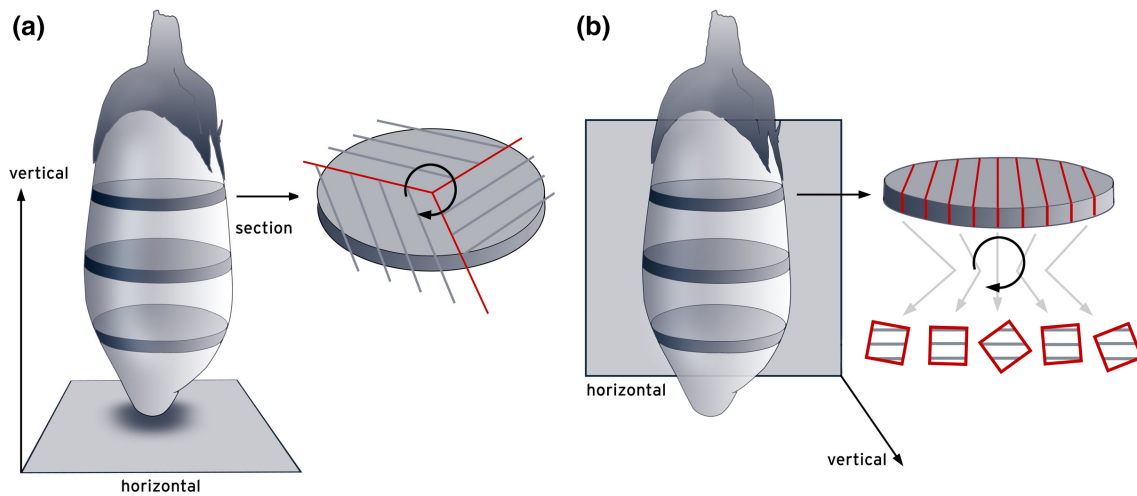 (a)
vertical
section
horizontal
(b)
horizontal
vertical